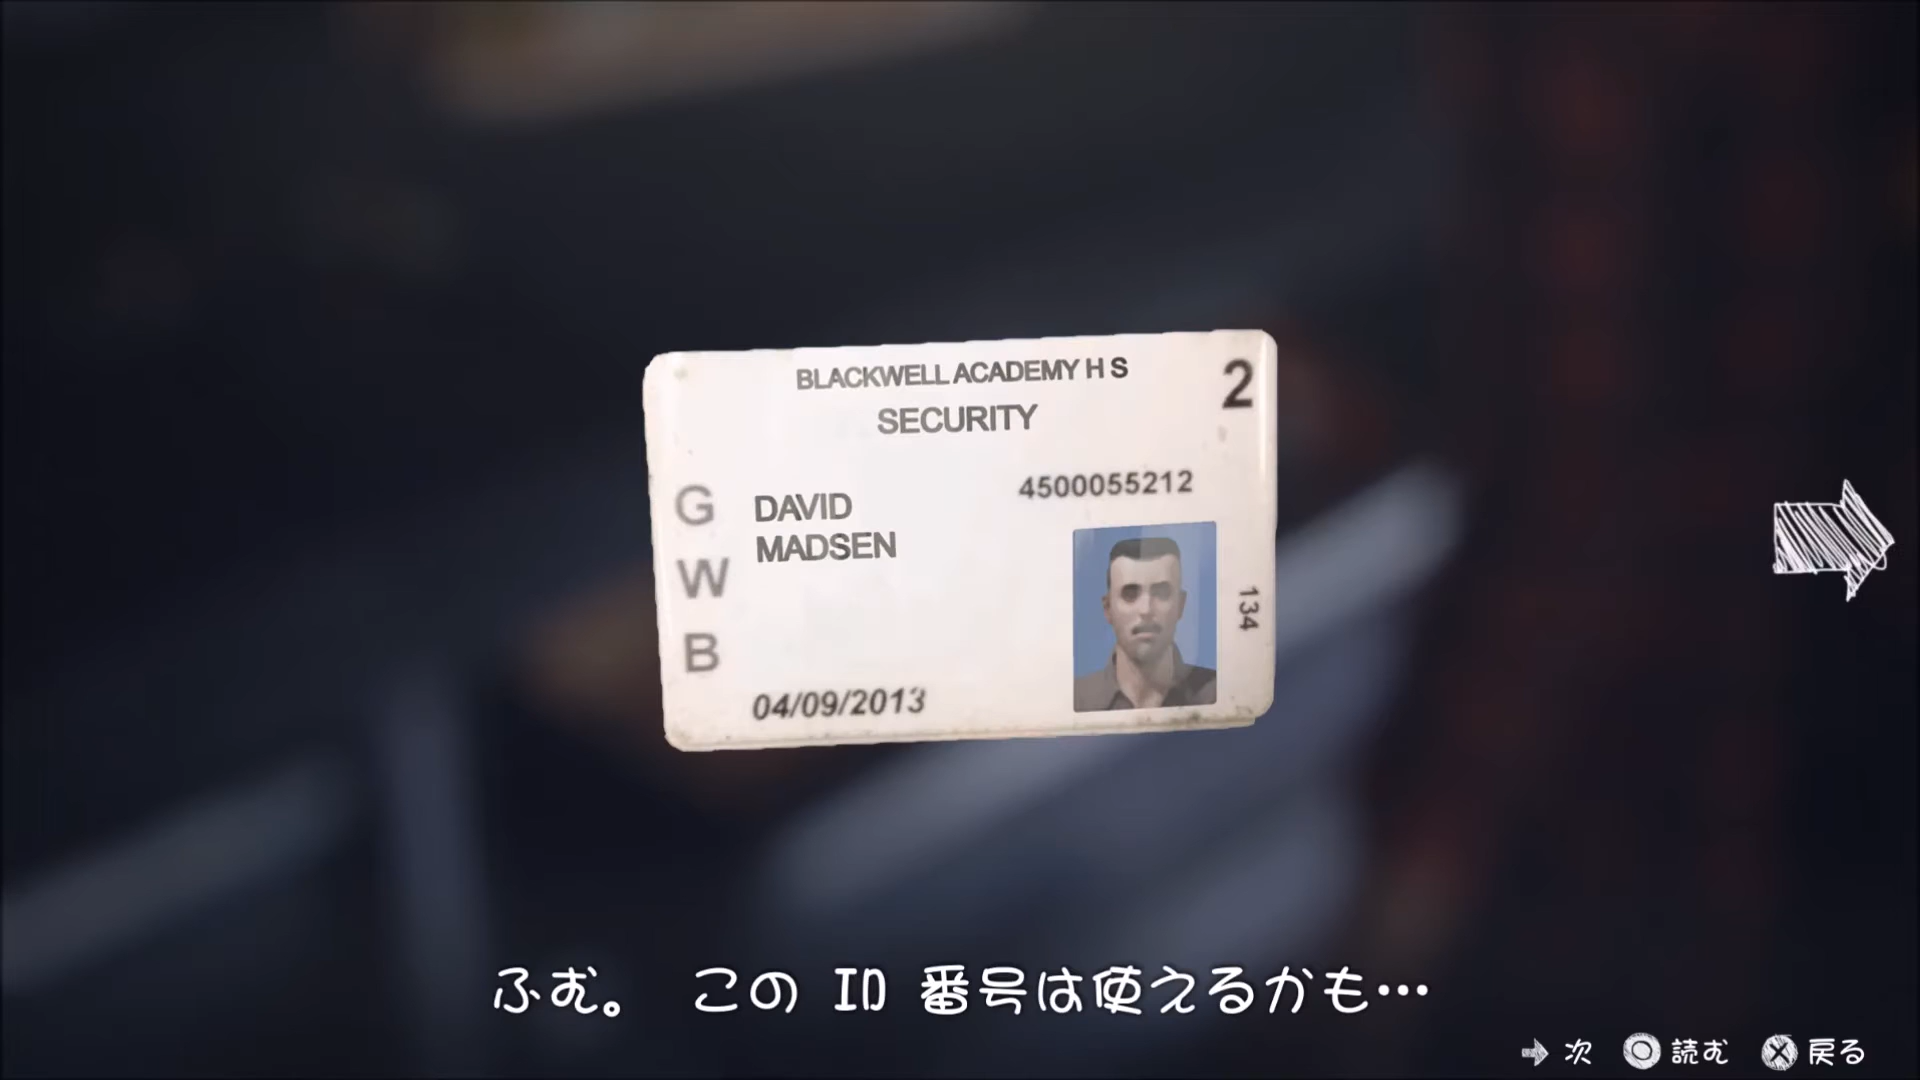 BLACKWELL ACADEMY H S
2
SECURITY
4500055212
G
DAVID
MADSEN
W
B
134
04/09/2013
ふむ。 この ID 番号は使えるかも…
次 読む 戻る